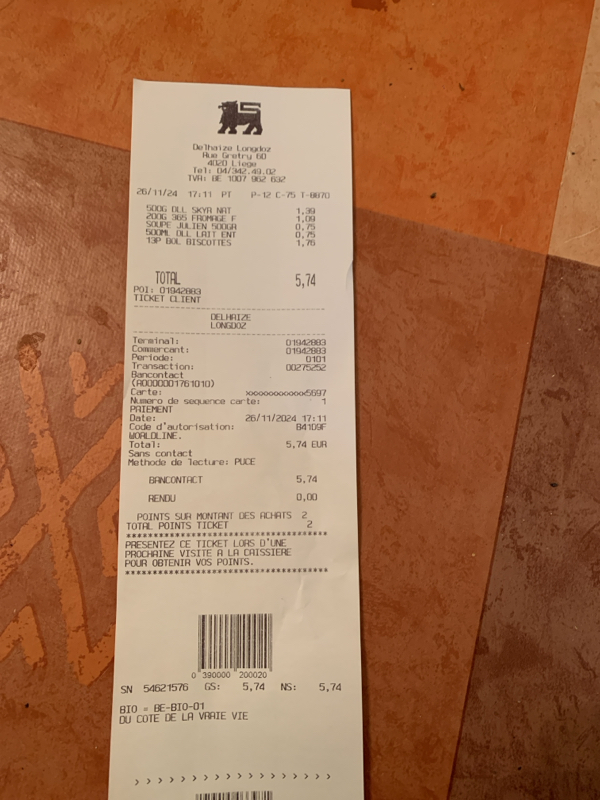 Delhaize Longdoz
Rue Gretry 60
4020 Liege
Tel: 04/342.49.02
TVA: BE 1007 962 632
26/11/24 17:11 PT P-12 C-75 T-8870
500G DLL SKYR NAT 1,39
200G 365 FROMAGE F 1,09
SOUPE JULIEN 500GR 0,75
500ML DLL LAIT ENT 0,75
13P BOL BISCOTTES 1,76
TOTAL 5,74
POI: 01942883
TICKET CLIENT
DELHAIZE
LONGDOZ
Terminal: 01942883
Commercant: 01942883
Periode: 0101
Transaction: 00275252
Bancontact
(A0000001761010)
Carte: xxxxxxxxxxxxx5697
Numero de sequence carte: 1
PAIEMENT
Date: 26/11/2024 17:11
Code d'autorisation: B4109F
WORLDLINE.
Total: 5,74 EUR
Sans contact
Methode de lecture: PUCE
BANCONTACT 5,74
RENDU 0,00
POINTS SUR MONTANT DES ACHATS 2
TOTAL POINTS TICKET 2
************************************
PRESENTEZ CE TICKET LORS D'UNE
PROCHAINE VISITE A LA CAISSIERE
POUR OBTENIR VOS POINTS.
************************************
0 390000 200020
SN 54621576 GS: 5,74 NS: 5,74
BIO = BE-BIO-01
DU COTE DE LA VRAIE VIE
> > > > > > > > > > > > > > >